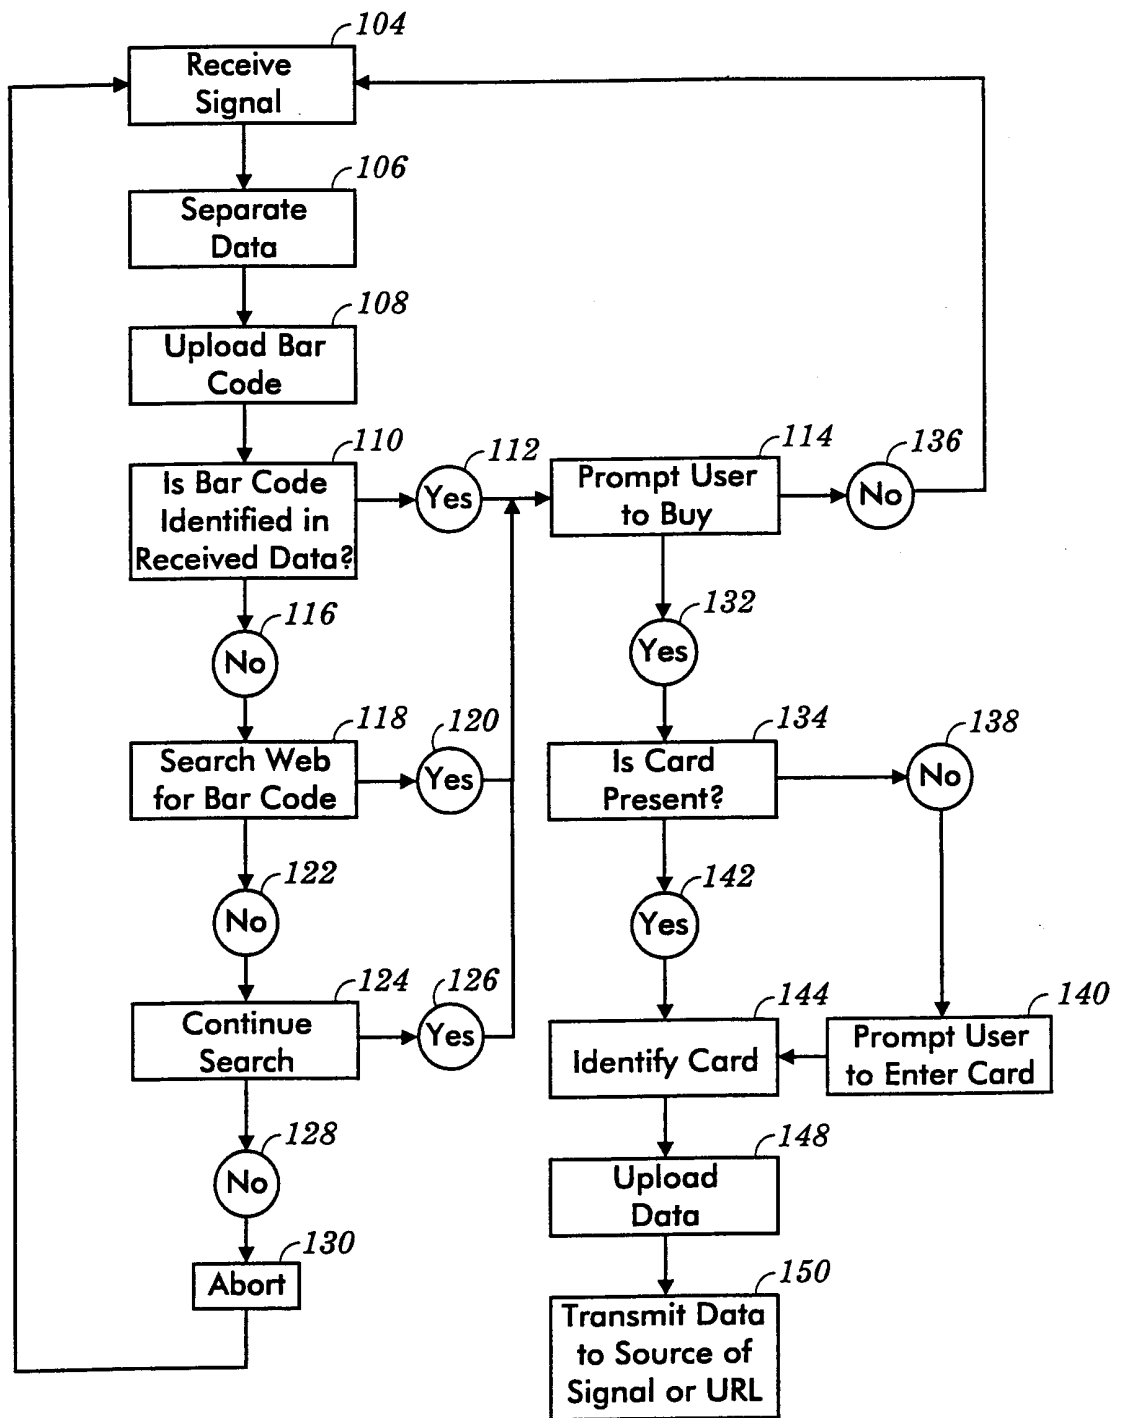 104
Receive
Signal
106
Separate
Data
108
Upload Bar
Code
110
Is Bar Code
Identified in
Received Data?
112
Yes
114
Prompt User
to Buy
136
No
116
No
132
Yes
118
Search Web
for Bar Code
120
Yes
134
Is Card
Present?
138
No
122
No
142
Yes
124
Continue
Search
126
Yes
144
Identify Card
140
Prompt User
to Enter Card
128
No
148
Upload
Data
130
Abort
150
Transmit Data
to Source of
Signal or URL